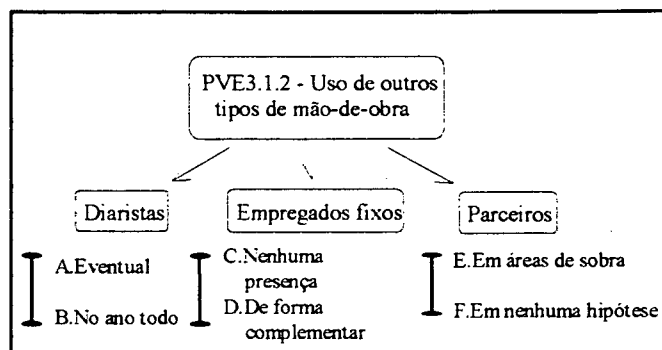 PVE3.1.2 - Uso de outros
tipos de mão-de-obra
Diaristas
Empregados fixos
Parceiros
A.Eventual
B.No ano todo
C.Nenhuma
presença
D.De forma
complementar
E.Em áreas de sobra
F.Em nenhuma hipótese